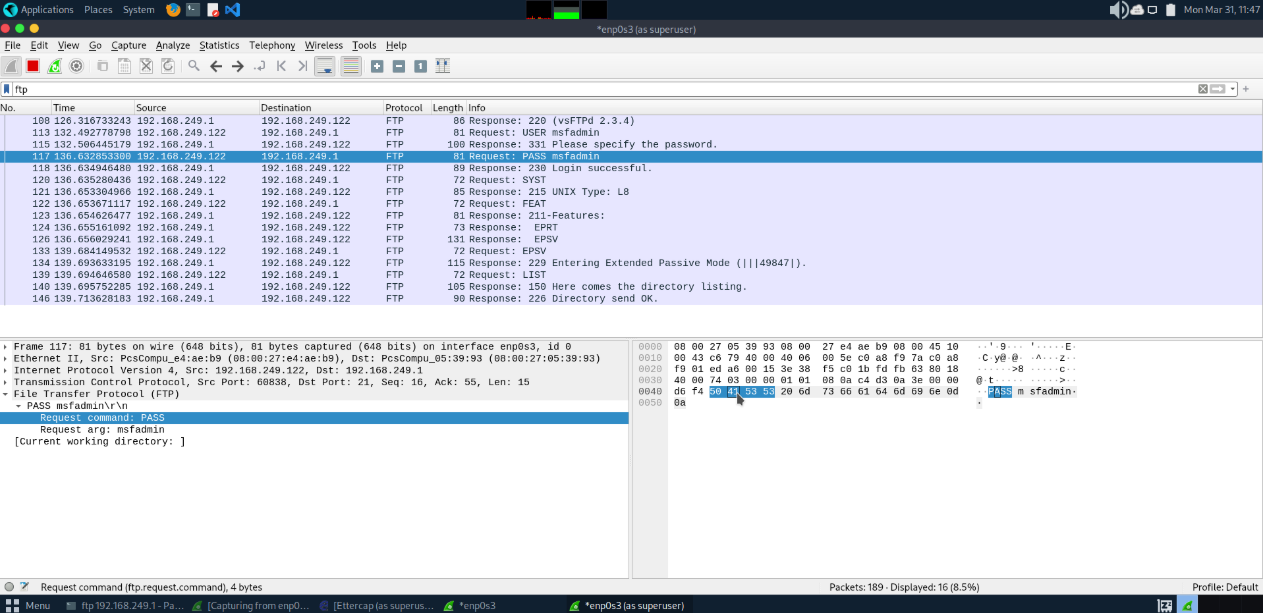 Applications Places System Mon Mar 31, 11:47
*enp0s3 (as superuser)
File Edit View Go Capture Analyze Statistics Telephony Wireless Tools Help
ftp
No. Time Source Destination Protocol Length Info
108 126.316733243 192.168.249.1 192.168.249.122 FTP 86 Response: 220 (vsFTPd 2.3.4)
113 132.492778798 192.168.249.122 192.168.249.1 FTP 81 Request: USER msfadmin
115 132.506445179 192.168.249.1 192.168.249.122 FTP 100 Response: 331 Please specify the password.
117 136.632853300 192.168.249.122 192.168.249.1 FTP 81 Request: PASS msfadmin
118 136.634946480 192.168.249.1 192.168.249.122 FTP 89 Response: 230 Login successful.
120 136.635280436 192.168.249.122 192.168.249.1 FTP 72 Request: SYST
121 136.653304966 192.168.249.1 192.168.249.122 FTP 85 Response: 215 UNIX Type: L8
122 136.653671117 192.168.249.122 192.168.249.1 FTP 72 Request: FEAT
123 136.654626477 192.168.249.1 192.168.249.122 FTP 81 Response: 211-Features:
124 136.655161092 192.168.249.1 192.168.249.122 FTP 73 Response: EPRT
126 136.656029241 192.168.249.1 192.168.249.122 FTP 131 Response: EPSV
133 139.684149532 192.168.249.122 192.168.249.1 FTP 72 Request: EPSV
134 139.693633195 192.168.249.1 192.168.249.122 FTP 115 Response: 229 Entering Extended Passive Mode (|||49847|).
139 139.694646580 192.168.249.122 192.168.249.1 FTP 72 Request: LIST
140 139.695752285 192.168.249.1 192.168.249.122 FTP 105 Response: 150 Here comes the directory listing.
146 139.713628183 192.168.249.1 192.168.249.122 FTP 90 Response: 226 Directory send OK.
Frame 117: 81 bytes on wire (648 bits), 81 bytes captured (648 bits) on interface enp0s3, id 0
Ethernet II, Src: PcsCompu_e4:ae:b9 (08:00:27:e4:ae:b9), Dst: PcsCompu_05:39:93 (08:00:27:05:39:93)
Internet Protocol Version 4, Src: 192.168.249.122, Dst: 192.168.249.1
Transmission Control Protocol, Src Port: 60838, Dst Port: 21, Seq: 16, Ack: 55, Len: 15
File Transfer Protocol (FTP)
PASS msfadmin\r\n
Request command: PASS
Request arg: msfadmin
[Current working directory: ]
0000 08 00 27 05 39 93 08 00 27 e4 ae b9 08 00 45 10 ··'·9··· '·····E·
0010 00 43 c6 79 40 00 40 06 00 5e c0 a8 f9 7a c0 a8 ·C·y@·@· ·^···z··
0020 f9 01 ed a6 00 15 3e 38 f5 c0 1b fd fb 63 80 18 ······>8 ·····c··
0030 40 00 74 03 00 00 01 01 08 0a c4 d3 0a 3e 00 00 @·t····· ·····>··
0040 d6 f4 50 41 53 53 20 6d 73 66 61 64 6d 69 6e 0d ··PASS m sfadmin·
0050 0a ·
Request command (ftp.request.command), 4 bytes Packets: 189 · Displayed: 16 (8.5%) Profile: Default
Menu ftp 192.168.249.1 - Pa... [Capturing from enp0... [Ettercap (as superus... *enp0s3 *enp0s3 (as superuser)